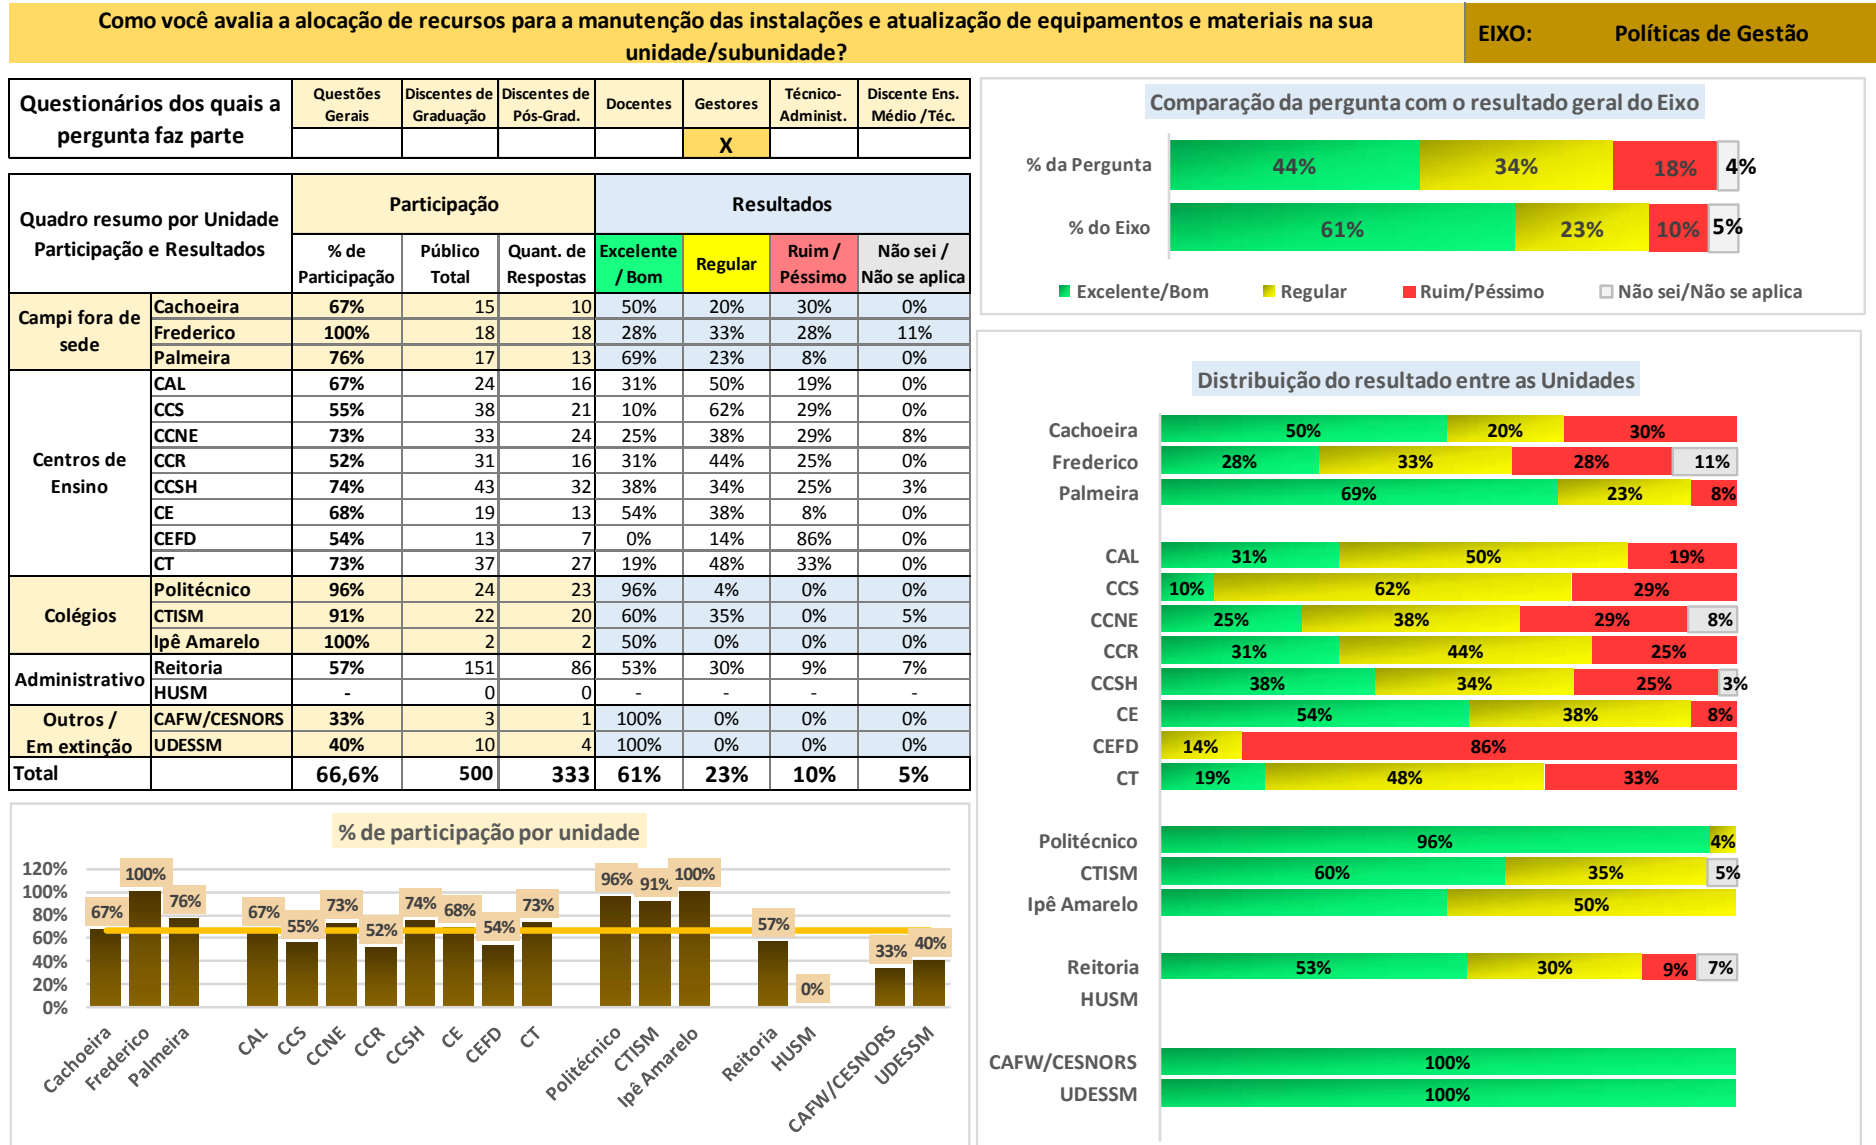 Como você avalia a alocação de recursos para a manutenção das instalações e atualização de equipamentos e materiais na sua
unidade/subunidade?
EIXO: Políticas de Gestão
Questionários dos quais a
pergunta faz parte
Questões
Gerais
Discentes de
Graduação
Discentes de
Pós-Grad.
Docentes
Gestores
Técnico-
Administ.
Discente Ens.
Médio /Téc.
X
Quadro resumo por Unidade
Participação e Resultados
Participação
Resultados
% de
Participação
Público
Total
Quant. de
Respostas
Excelente
/ Bom
Regular
Ruim /
Péssimo
Não sei /
Não se aplica
Campi fora de
sede
Cachoeira 67% 15 10 50% 20% 30% 0%
Frederico 100% 18 18 28% 33% 28% 11%
Palmeira 76% 17 13 69% 23% 8% 0%
Centros de
Ensino
CAL 67% 24 16 31% 50% 19% 0%
CCS 55% 38 21 10% 62% 29% 0%
CCNE 73% 33 24 25% 38% 29% 8%
CCR 52% 31 16 31% 44% 25% 0%
CCSH 74% 43 32 38% 34% 25% 3%
CE 68% 19 13 54% 38% 8% 0%
CEFD 54% 13 7 0% 14% 86% 0%
CT 73% 37 27 19% 48% 33% 0%
Colégios
Politécnico 96% 24 23 96% 4% 0% 0%
CTISM 91% 22 20 60% 35% 0% 5%
Ipê Amarelo 100% 2 2 50% 0% 0% 0%
Administrativo
Reitoria 57% 151 86 53% 30% 9% 7%
HUSM - 0 0 - - - -
Outros /
Em extinção
CAFW/CESNORS 33% 3 1 100% 0% 0% 0%
UDESSM 40% 10 4 100% 0% 0% 0%
Total 66,6% 500 333 61% 23% 10% 5%
% de participação por unidade
120%
100%
80%
60%
40%
20%
0%
67% 100% 76% 67% 55% 73% 52% 74% 68% 54% 73% 96% 91% 100% 57% 0% 33% 40%
Cachoeira Frederico Palmeira CAL CCS CCNE CCR CCSH CE CEFD CT Politécnico CTISM Ipê Amarelo Reitoria HUSM CAFW/CESNORS UDESSM
Comparação da pergunta com o resultado geral do Eixo
% da Pergunta 44% 34% 18% 4%
% do Eixo 61% 23% 10% 5%
Excelente/Bom Regular Ruim/Péssimo Não sei/Não se aplica
Distribuição do resultado entre as Unidades
Cachoeira 50% 20% 30%
Frederico 28% 33% 28% 11%
Palmeira 69% 23% 8%
CAL 31% 50% 19%
CCS 10% 62% 29%
CCNE 25% 38% 29% 8%
CCR 31% 44% 25%
CCSH 38% 34% 25% 3%
CE 54% 38% 8%
CEFD 14% 86%
CT 19% 48% 33%
Politécnico 96% 4%
CTISM 60% 35% 5%
Ipê Amarelo 50%
Reitoria 53% 30% 9% 7%
HUSM
CAFW/CESNORS 100%
UDESSM 100%